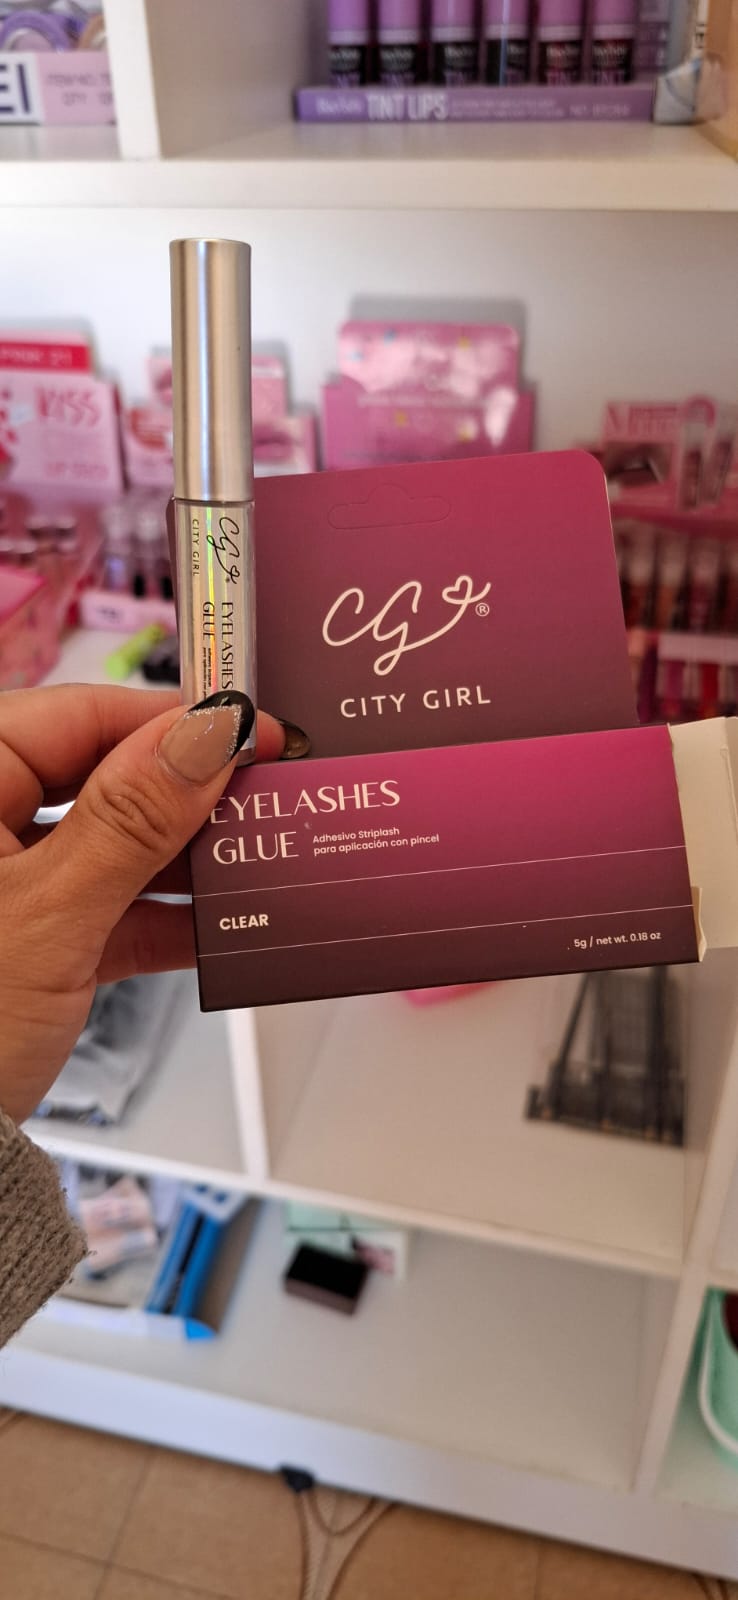 TNT LIPS
KISS
CG
CITY GIRL
EYELASHES
GLUE
CG®
CITY GIRL
EYELASHES
GLUE
Adhesivo Striplash
para aplicación con pincel
CLEAR
5g / net wt. 0.18 oz